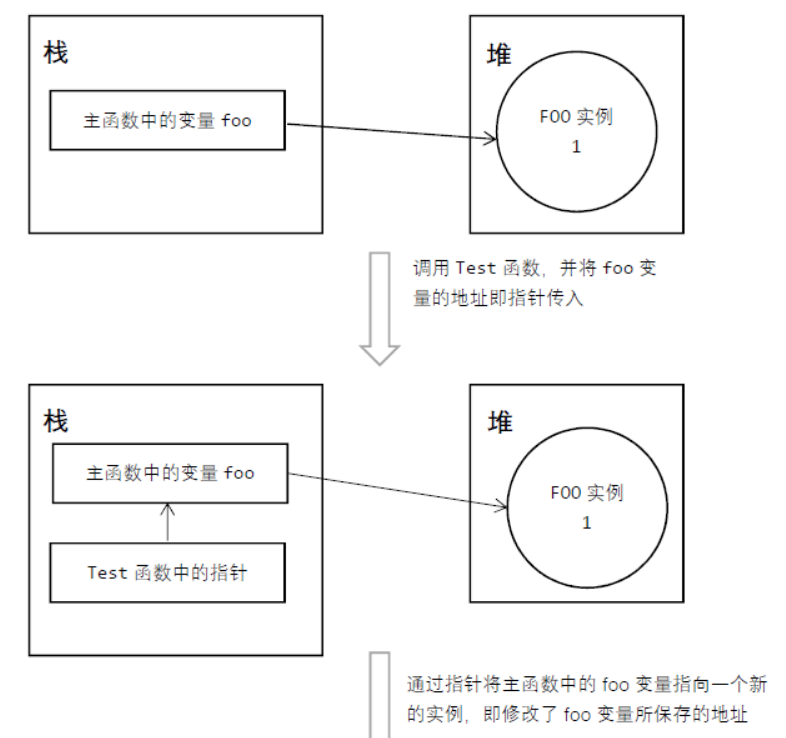 栈
主函数中的变量 foo
堆
FOO 实例
1
调用 Test 函数，并将 foo 变
量的地址即指针传入
栈
主函数中的变量 foo
Test 函数中的指针
堆
FOO 实例
1
通过指针将主函数中的 foo 变量指向一个新
的实例，即修改了 foo 变量所保存的地址